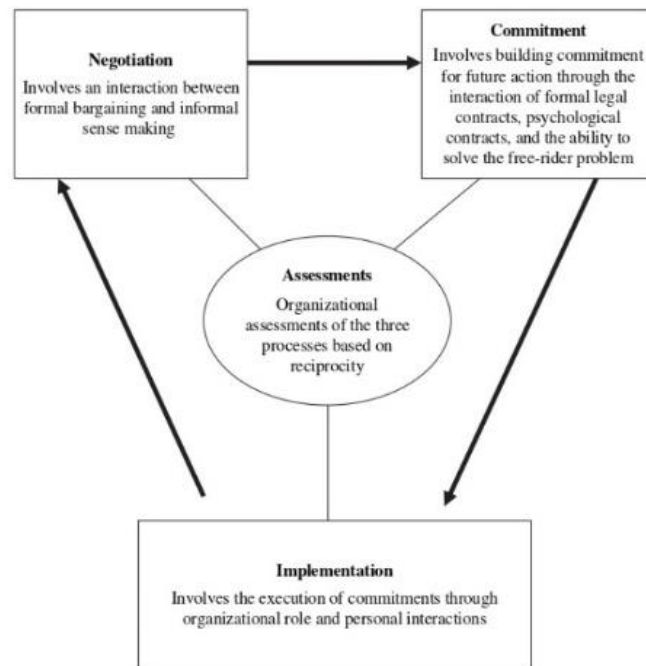 Negotiation
Involves an interaction between
formal bargaining and informal
sense making
Commitment
Involves building commitment
for future action through the
interaction of formal legal
contracts, psychological
contracts, and the ability to
solve the free-rider problem
Assessments
Organizational
assessments of the three
processes based on
reciprocity
Implementation
Involves the execution of commitments through
organizational role and personal interactions